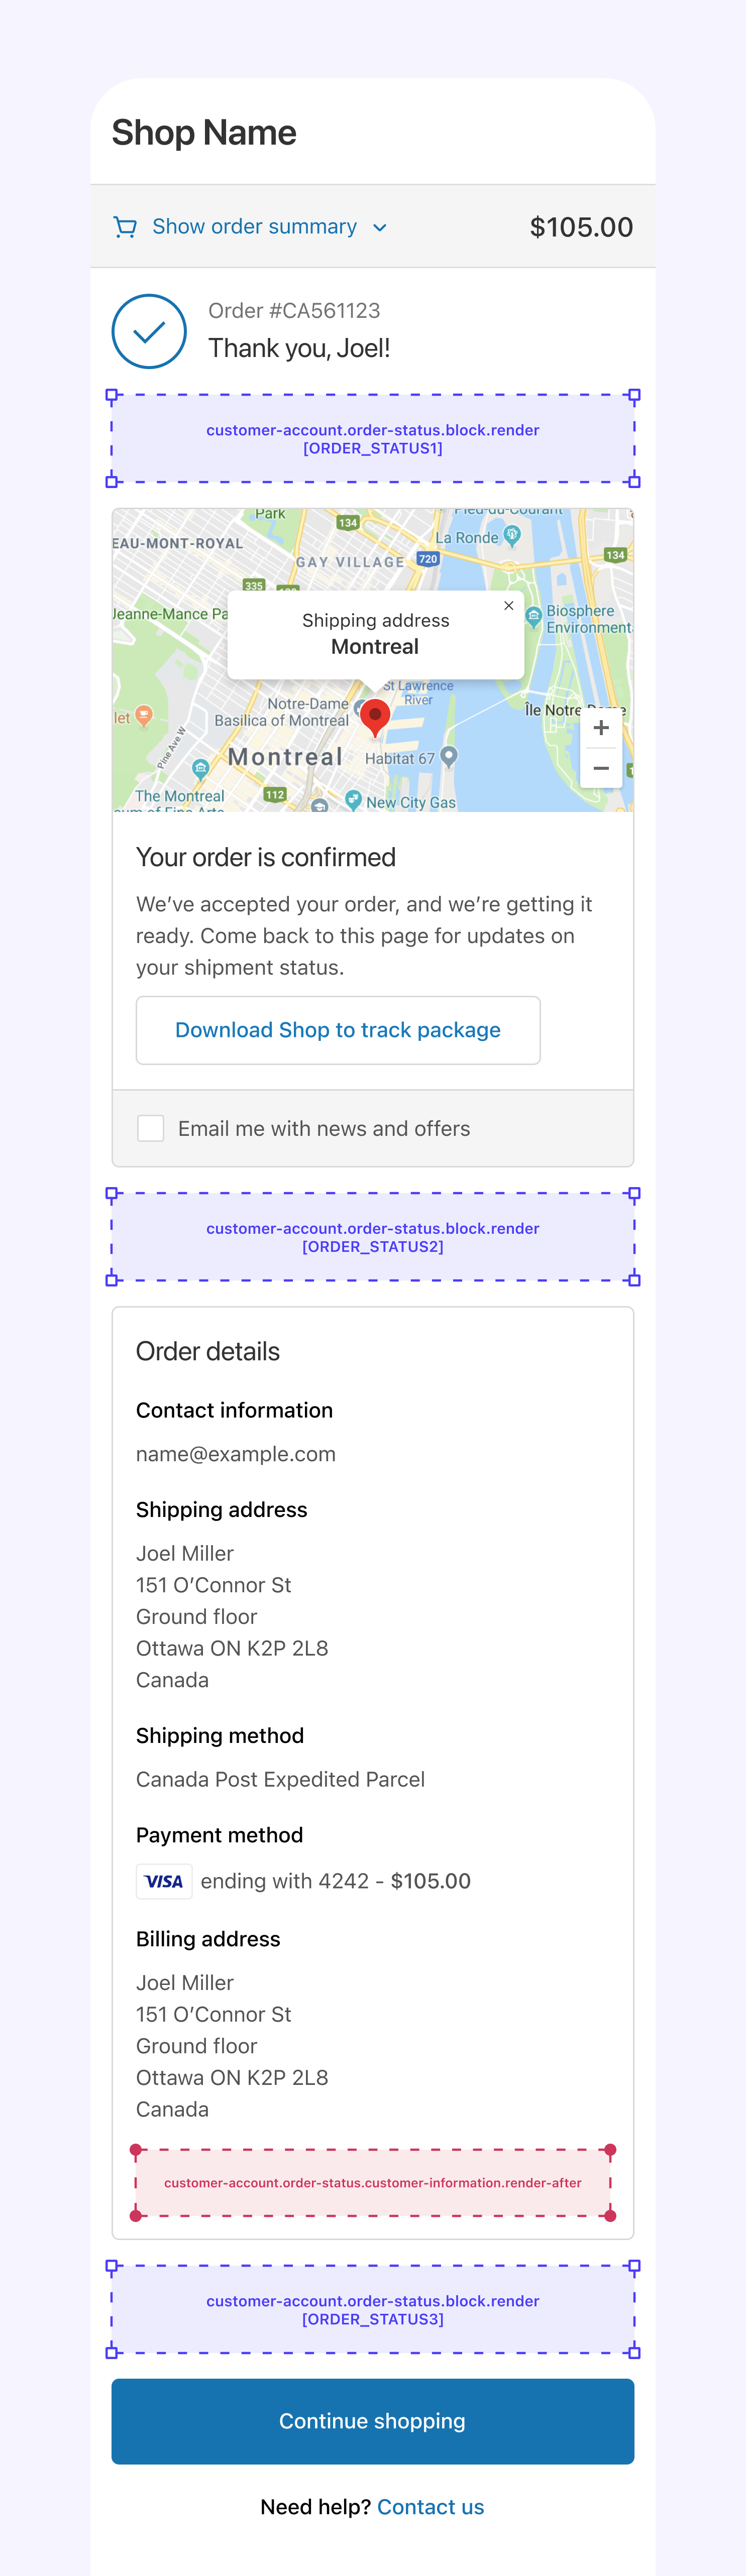 Shop Name
Show order summary
$105.00
Order #CA561123
Thank you, Joel!
customer-account.order-status.block.render
[ORDER_STATUS1]
Park
134
Pied-du-Courant
La Ronde
EAU-MONT-ROYAL
GAY VILLAGE
720
134
335
Jeanne-Mance Pa
Shipping address
Montreal
Biosphere
Environment
St Lawrence
River
Notre-Dame
Basilica of Montreal
Île Notre-Dame
let
Pine Ave W
Montreal
Habitat 67
The Montreal
um of Fine Arts
112
New City Gas
Your order is confirmed
We’ve accepted your order, and we’re getting it
ready. Come back to this page for updates on
your shipment status.
Download Shop to track package
Email me with news and offers
customer-account.order-status.block.render
[ORDER_STATUS2]
Order details
Contact information
name@example.com
Shipping address
Joel Miller
151 O’Connor St
Ground floor
Ottawa ON K2P 2L8
Canada
Shipping method
Canada Post Expedited Parcel
Payment method
VISA ending with 4242 - $105.00
Billing address
Joel Miller
151 O’Connor St
Ground floor
Ottawa ON K2P 2L8
Canada
customer-account.order-status.customer-information.render-after
customer-account.order-status.block.render
[ORDER_STATUS3]
Continue shopping
Need help? Contact us